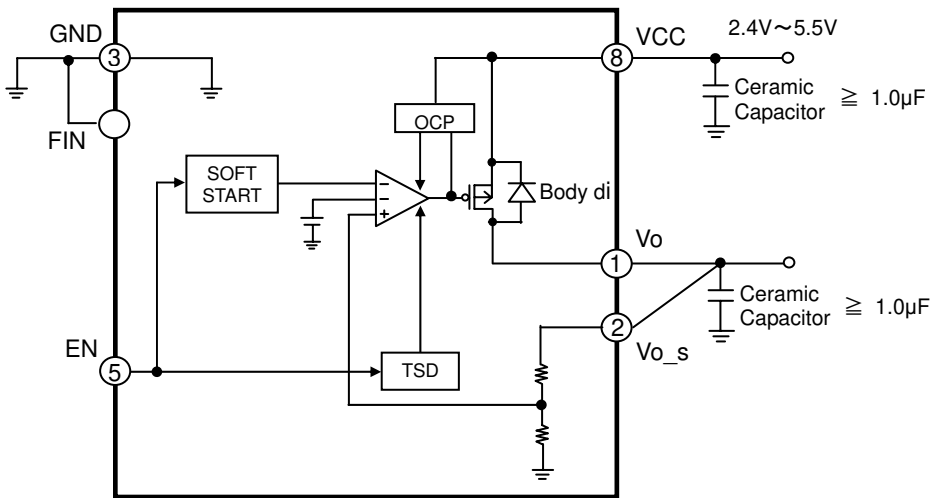 GND
3
FIN
SOFT
START
EN
5
OCP
TSD
Body di
VCC
8
2.4V～5.5V
Ceramic
Capacitor ≧ 1.0µF
Vo
1
Ceramic
Capacitor ≧ 1.0µF
2
Vo_s